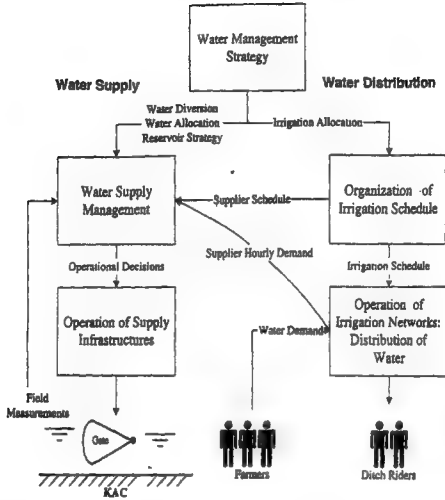 Water Management
Strategy
Water Supply
Water Distribution
Water Diversion
Water Allocation
Reservoir Strategy
Irrigation Allocation
Water Supply
Management
Supplier Schedule
Organization of
Irrigation Schedule
Supplier Hourly Demand
Operational Decisions
Irrigation Schedule
Operation of Supply
Infrastructures
Operation of
Irrigation Networks:
Distribution of
Water
Water Demand
Field
Measurements
Gate
KAC
Farmers
Ditch Riders